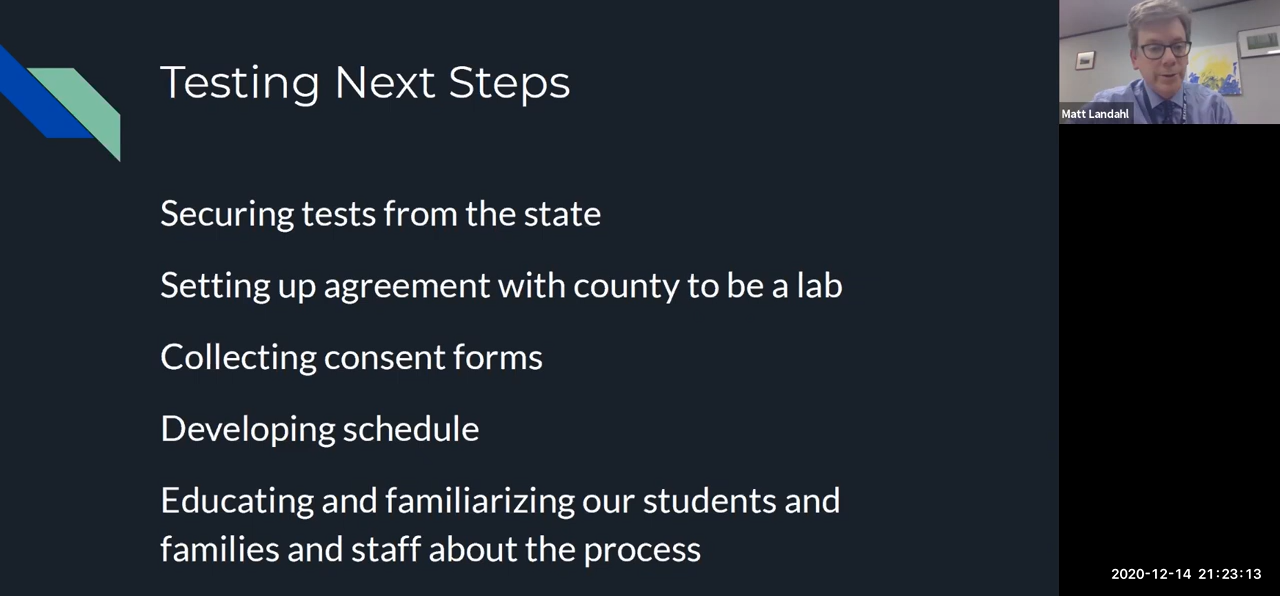 Testing Next Steps
Securing tests from the state
Setting up agreement with county to be a lab
Collecting consent forms
Developing schedule
Educating and familiarizing our students and
families and staff about the process
Matt Landahl
2020-12-14 21:23:13